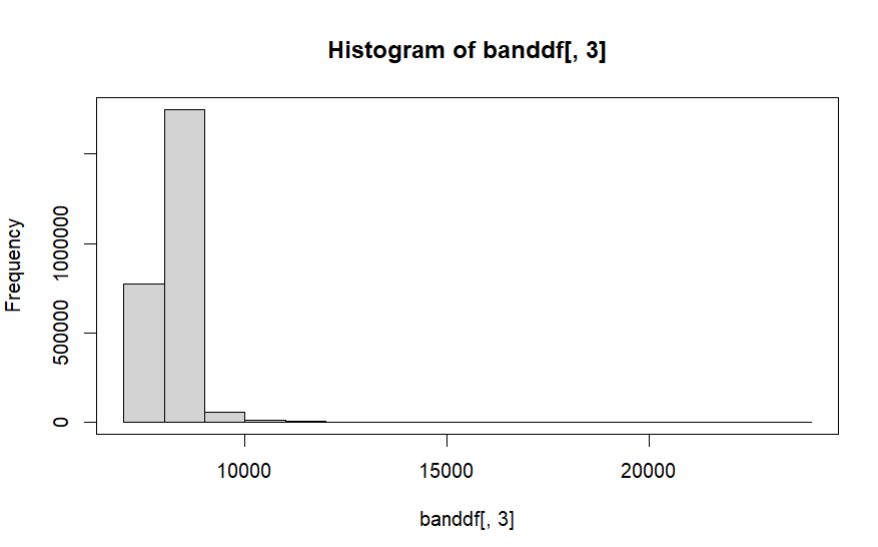 Histogram of banddf[, 3]
Frequency
1000000
500000
0
10000
15000
20000
banddf[, 3]